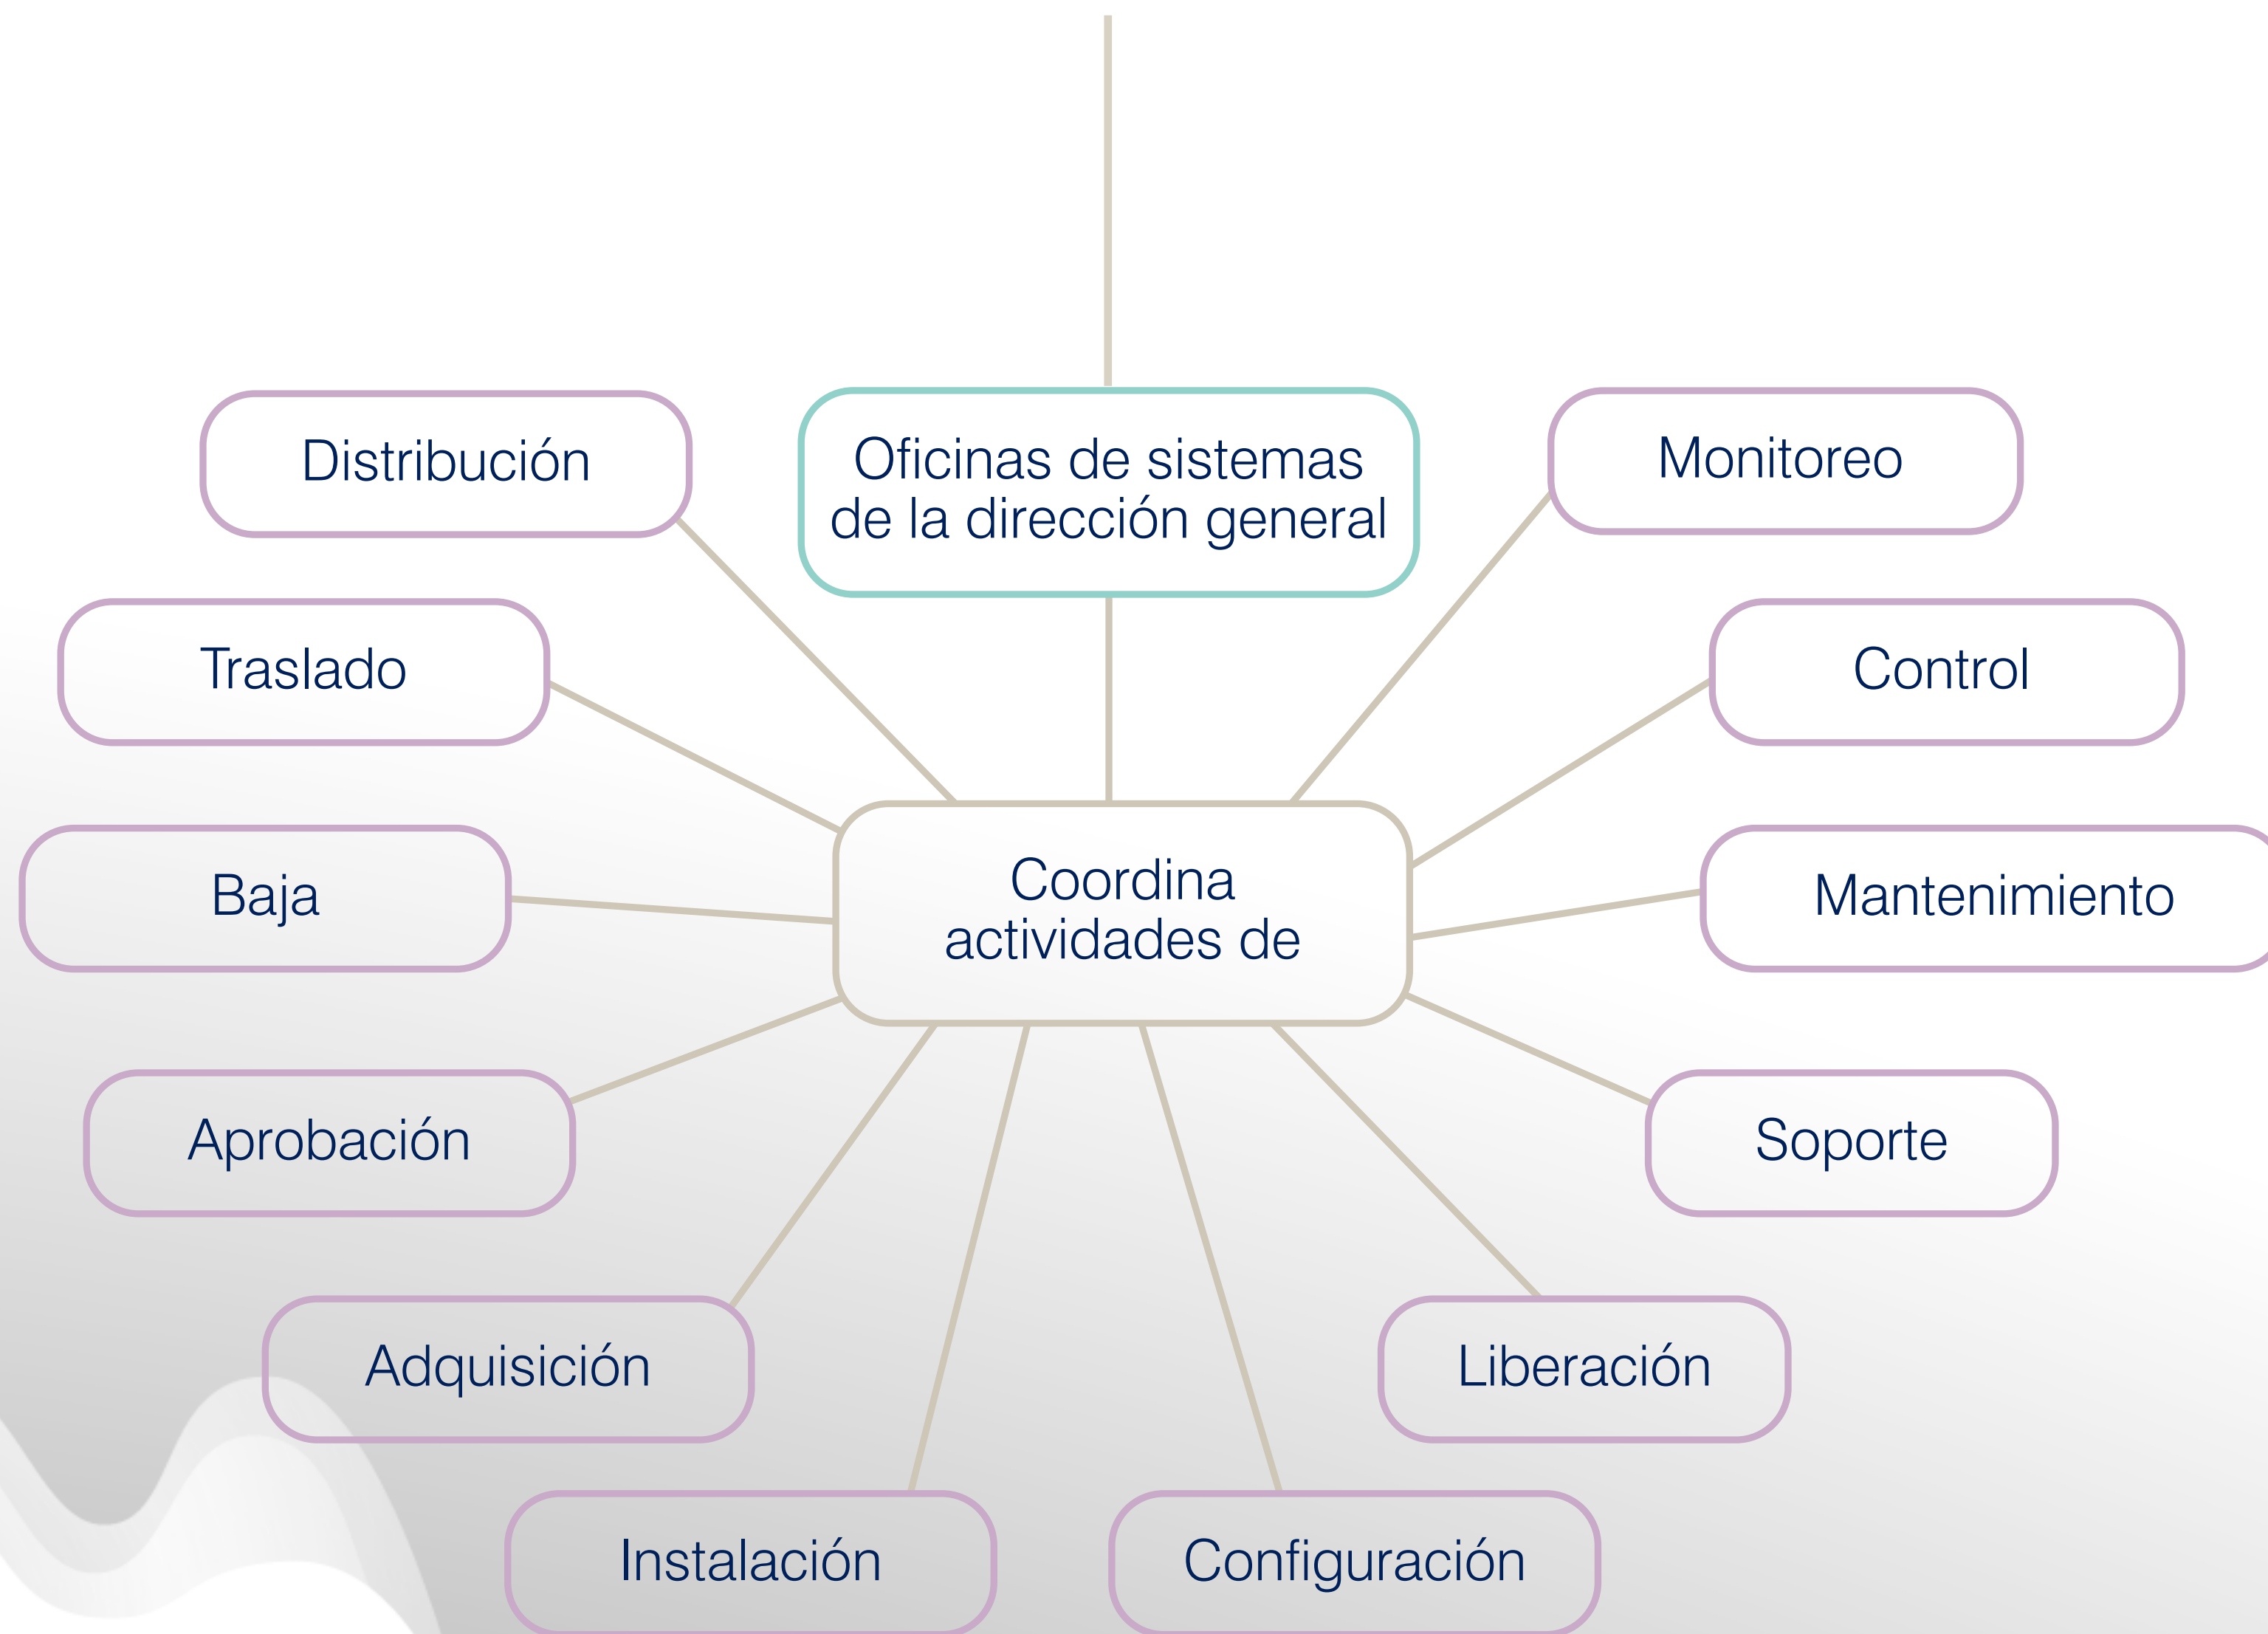 Distribución
Oficinas de sistemas
de la dirección general
Monitoreo
Traslado
Control
Baja
Coordina
actividades de
Mantenimiento
Aprobación
Soporte
Adquisición
Liberación
Instalación
Configuración